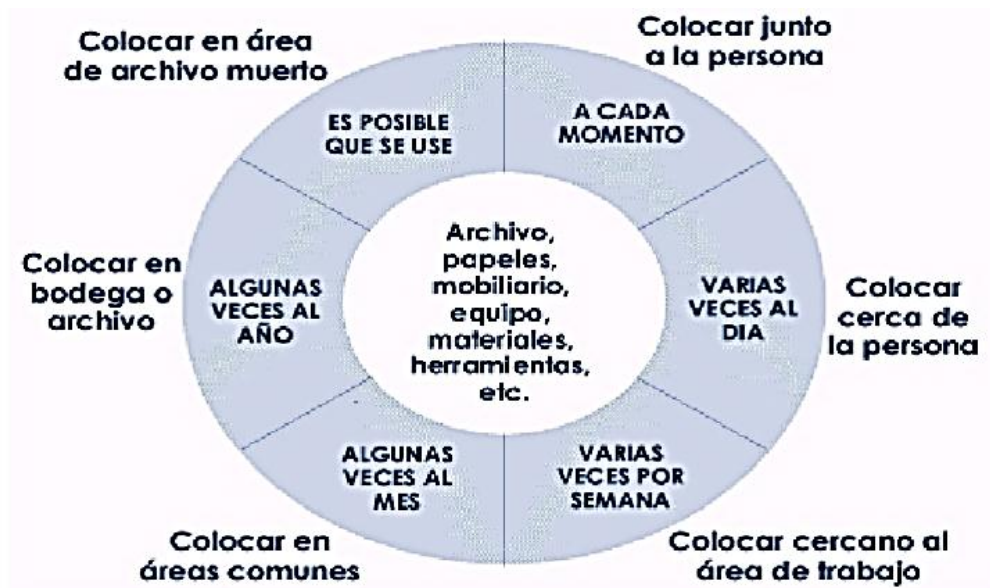 Colocar en área
de archivo muerto
Colocar junto
a la persona
ES POSIBLE
QUE SE USE
A CADA
MOMENTO
Colocar en
bodega o
archivo
ALGUNAS
VECES AL
AÑO
Archivo,
papeles,
mobiliario,
equipo,
materiales,
herramientas,
etc.
VARIAS
VECES AL
DIA
Colocar
cerca de
la persona
ALGUNAS
VECES AL
MES
VARIAS
VECES POR
SEMANA
Colocar en
áreas comunes
Colocar cercano al
área de trabajo